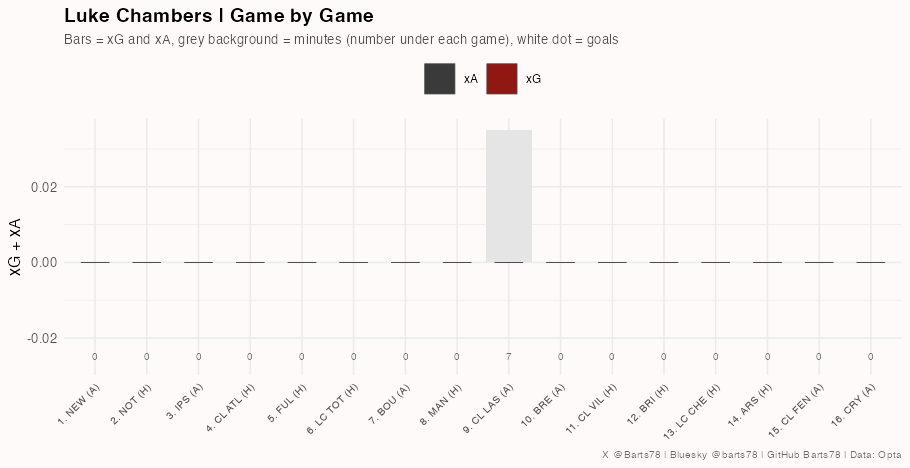 Luke Chambers | Game by Game
Bars = xG and xA, grey background = minutes (number under each game), white dot = goals
xA xG
xG + xA
0.02
0.00
-0.02
0 0 0 0 0 0 0 0 7 0 0 0 0 0 0 0
1. NEW (A)
2. NOT (H)
3. IPS (A)
4. CL ATL (H)
5. FUL (H)
6. LC TOT (H)
7. BOU (A)
8. MAN (H)
9. CL LAS (A)
10. BRE (A)
11. CL VIL (H)
12. BRI (H)
13. LC CHE (H)
14. ARS (H)
15. CL FEN (A)
16. CRY (A)
X @Barts78 | Bluesky @barts78 | GitHub Barts78 | Data: Opta